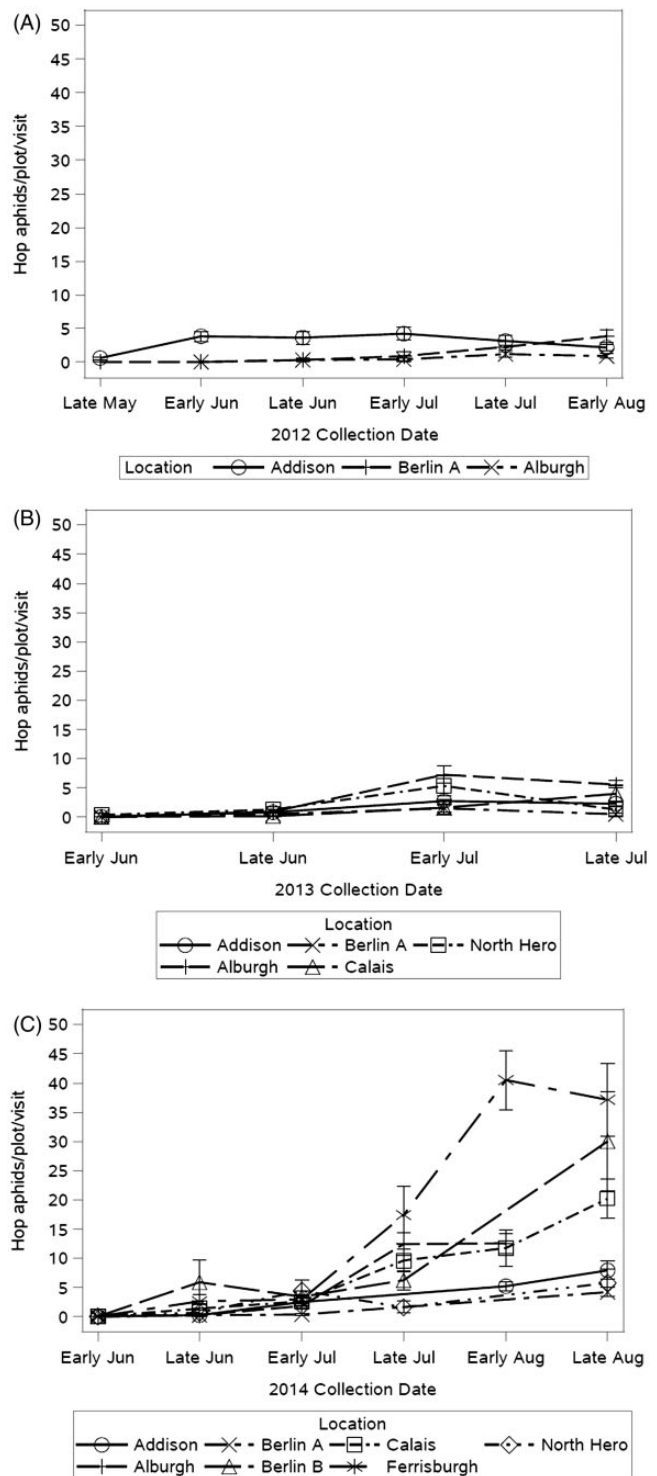 (A)
Hop aphids/plot/visit
50
45
40
35
30
25
20
15
10
5
0
Late May Early Jun Late Jun Early Jul Late Jul Early Aug
2012 Collection Date
Location Addison Berlin A Alburgh
(B)
Hop aphids/plot/visit
50
45
40
35
30
25
20
15
10
5
0
Early Jun Late Jun Early Jul Late Jul
2013 Collection Date
Location
Addison Berlin A North Hero
Alburgh Calais
(C)
Hop aphids/plot/visit
50
45
40
35
30
25
20
15
10
5
0
Early Jun Late Jun Early Jul Late Jul Early Aug Late Aug
2014 Collection Date
Location
Addison Berlin A Calais North Hero
Alburgh Berlin B Ferrisburgh